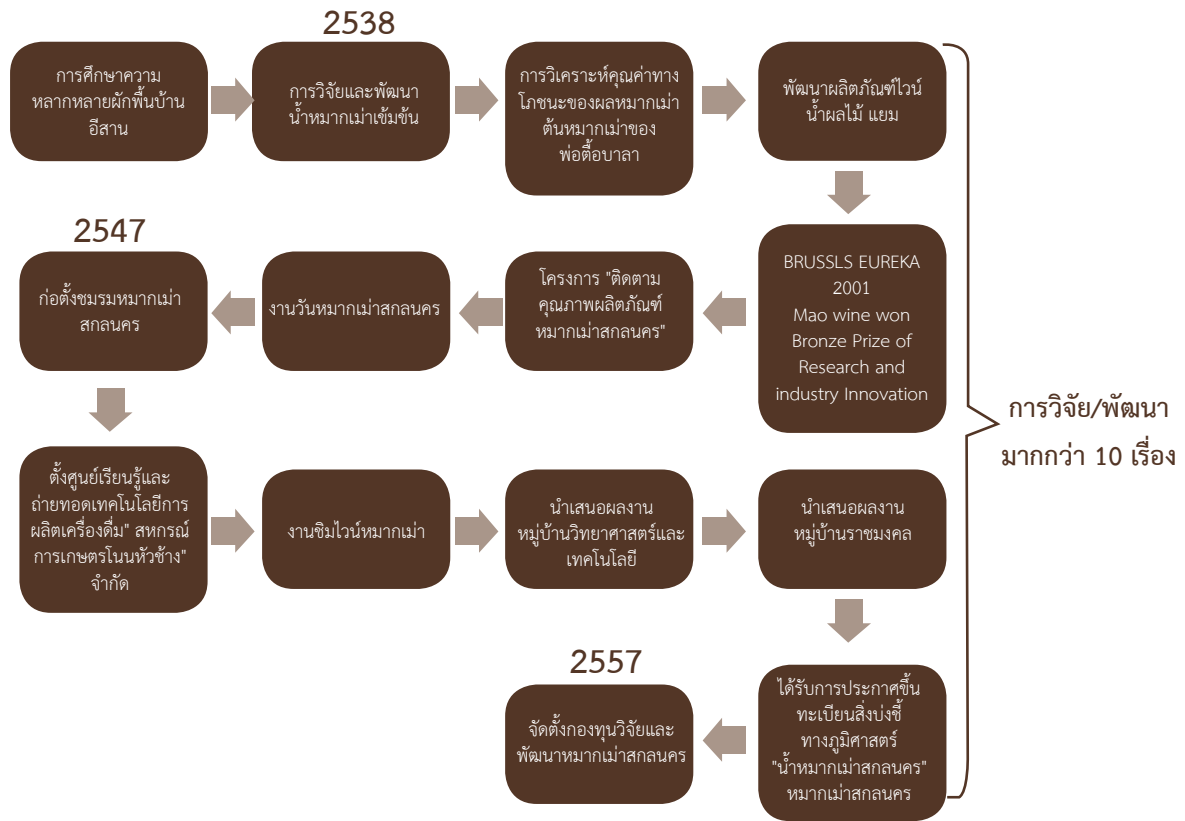 2538
การศึกษาความ
หลากหลายผักพื้นบ้าน
อีสาน
การวิจัยและพัฒนา
น้ำหมากเม่าเข้มข้น
การวิเคราะห์คุณค่าทาง
โภชนะของผลหมากเม่า
ต้นหมากเม่าของ
พ่อตื้อบาลา
พัฒนาผลิตภัณฑ์ไวน์
น้ำผลไม้ แยม
BRUSSLS EUREKA
2001
Mao wine won
Bronze Prize of
Research and
industry Innovation
โครงการ "ติดตาม
คุณภาพผลิตภัณฑ์
หมากเม่าสกลนคร"
งานวันหมากเม่าสกลนคร
2547
ก่อตั้งชมรมหมากเม่า
สกลนคร
ตั้งศูนย์เรียนรู้และ
ถ่ายทอดเทคโนโลยีการ
ผลิตเครื่องดื่ม" สหกรณ์
การเกษตรโนนหัวช้าง"
จำกัด
งานชิมไวน์หมากเม่า
นำเสนอผลงาน
หมู่บ้านวิทยาศาสตร์และ
เทคโนโลยี
นำเสนอผลงาน
หมู่บ้านราชมงคล
ได้รับการประกาศขึ้น
ทะเบียนสิ่งบ่งชี้
ทางภูมิศาสตร์
"น้ำหมากเม่าสกลนคร"
หมากเม่าสกลนคร
2557
จัดตั้งกองทุนวิจัยและ
พัฒนาหมากเม่าสกลนคร
การวิจัย/พัฒนา
มากกว่า 10 เรื่อง